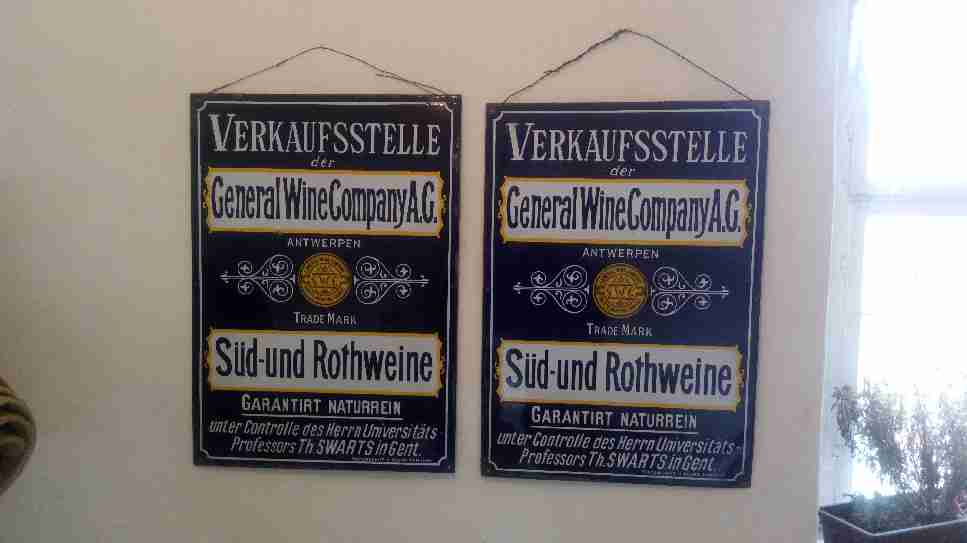 VERKAUFSSTELLE
der
General Wine Company A.G.
ANTWERPEN
TRADE MARK
Süd-und Rothweine
GARANTIRT NATURREIN
unter Controlle des Herrn Universitäts-
Professors Th. SWARTS in Gent.
VERKAUFSSTELLE
der
General Wine Company A.G.
ANTWERPEN
TRADE MARK
Süd-und Rothweine
GARANTIRT NATURREIN
unter Controlle des Herrn Universitäts-
Professors Th. SWARTS in Gent.